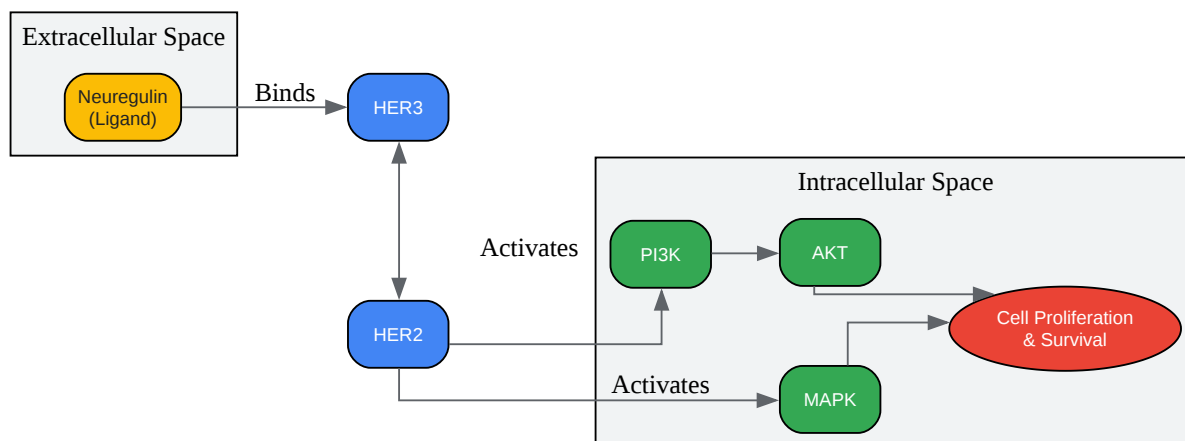 Extracellular Space
Neuregulin
(Ligand)
Binds
HER3
Intracellular Space
Activates
PI3K
AKT
HER2
Cell Proliferation
& Survival
Activates
MAPK